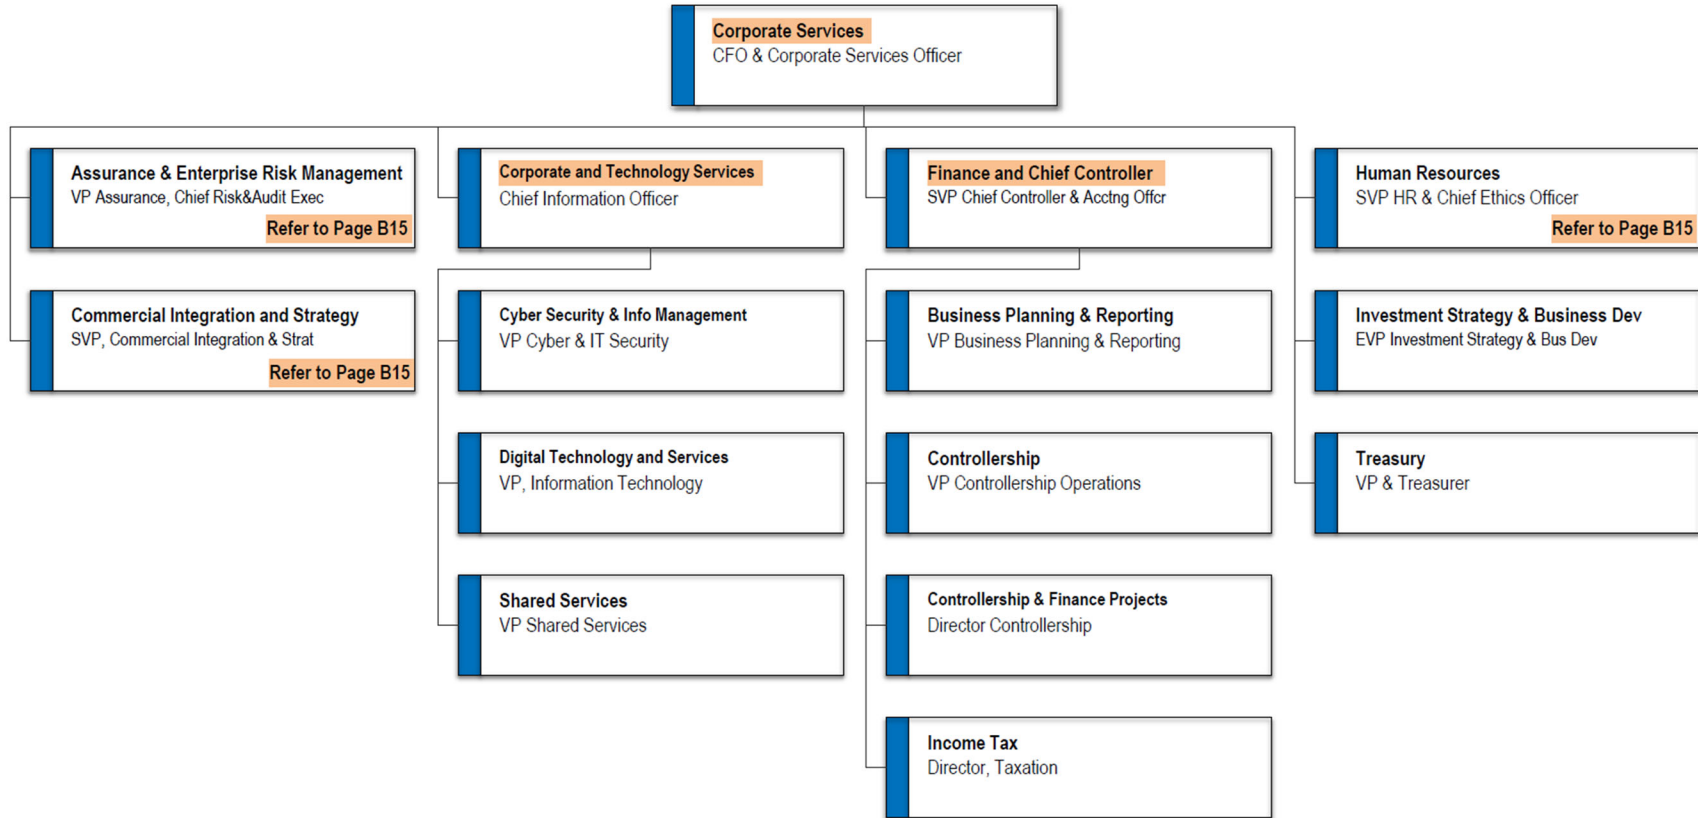 Corporate Services
CFO & Corporate Services Officer
Assurance & Enterprise Risk Management
VP Assurance, Chief Risk&Audit Exec
Refer to Page B15
Commercial Integration and Strategy
SVP, Commercial Integration & Strat
Refer to Page B15
Corporate and Technology Services
Chief Information Officer
Cyber Security & Info Management
VP Cyber & IT Security
Digital Technology and Services
VP, Information Technology
Shared Services
VP Shared Services
Finance and Chief Controller
SVP Chief Controller & Acctng Offcr
Business Planning & Reporting
VP Business Planning & Reporting
Controllership
VP Controllership Operations
Controllership & Finance Projects
Director Controllership
Income Tax
Director, Taxation
Human Resources
SVP HR & Chief Ethics Officer
Refer to Page B15
Investment Strategy & Business Dev
EVP Investment Strategy & Bus Dev
Treasury
VP & Treasurer